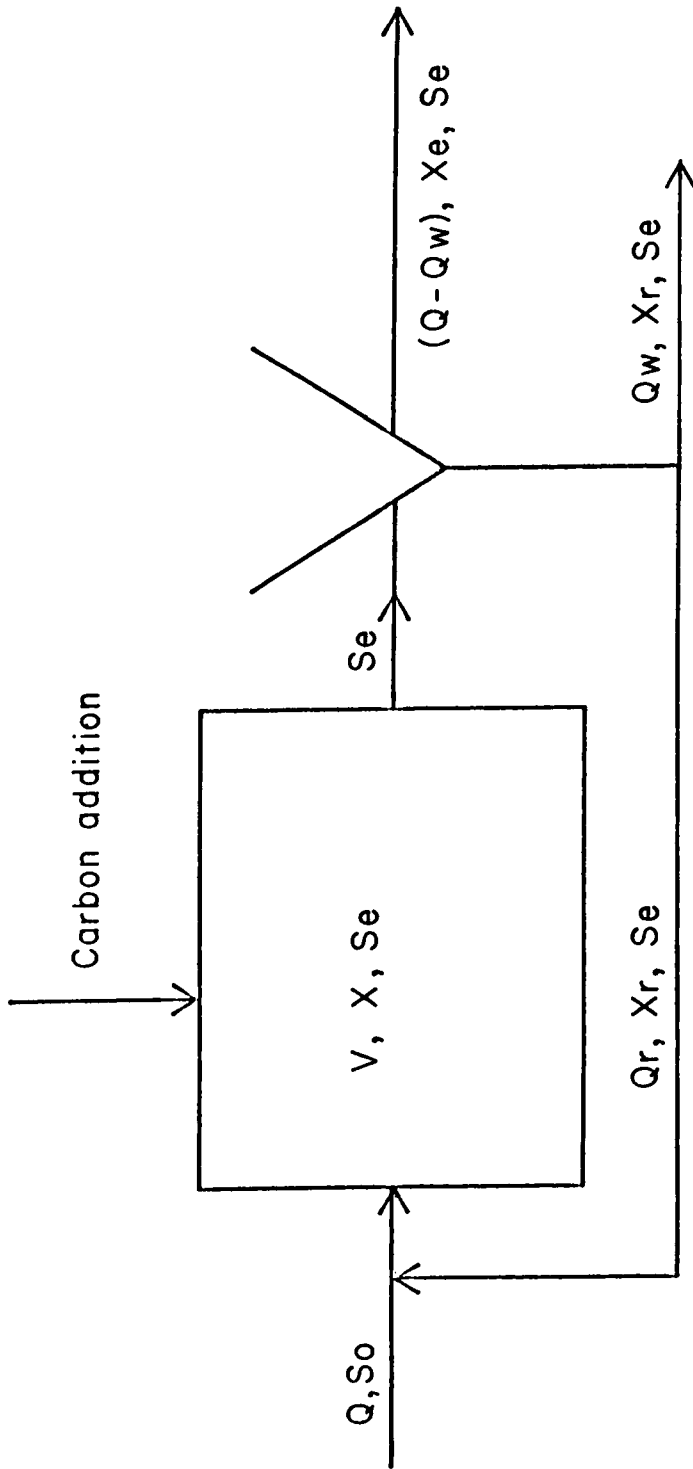 Carbon addition
Q,So
V, X, Se
Se
(Q-Qw), Xe, Se
Qr, Xr, Se
Qw, Xr, Se